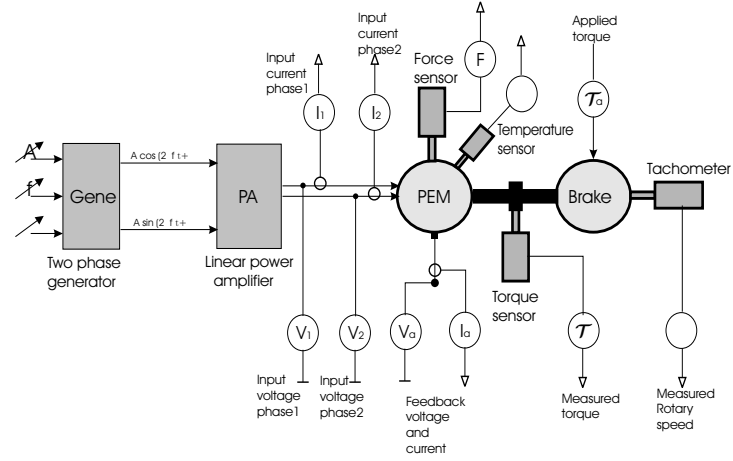 Input
current
phase1
Input
current
phase2
Force
sensor
F
Applied
torque
I1
I2
Temperature
sensor
𝒯a
A
f
Gene
A cos (2 f t+
A sin (2 f t+
PA
PEM
Brake
Tachometer
Two phase
generator
Linear power
amplifier
Torque
sensor
V1
V2
Va
Ia
𝒯
Input
voltage
phase1
Input
voltage
phase2
Feedback
voltage
and
current
Measured
torque
Measured
Rotary
speed